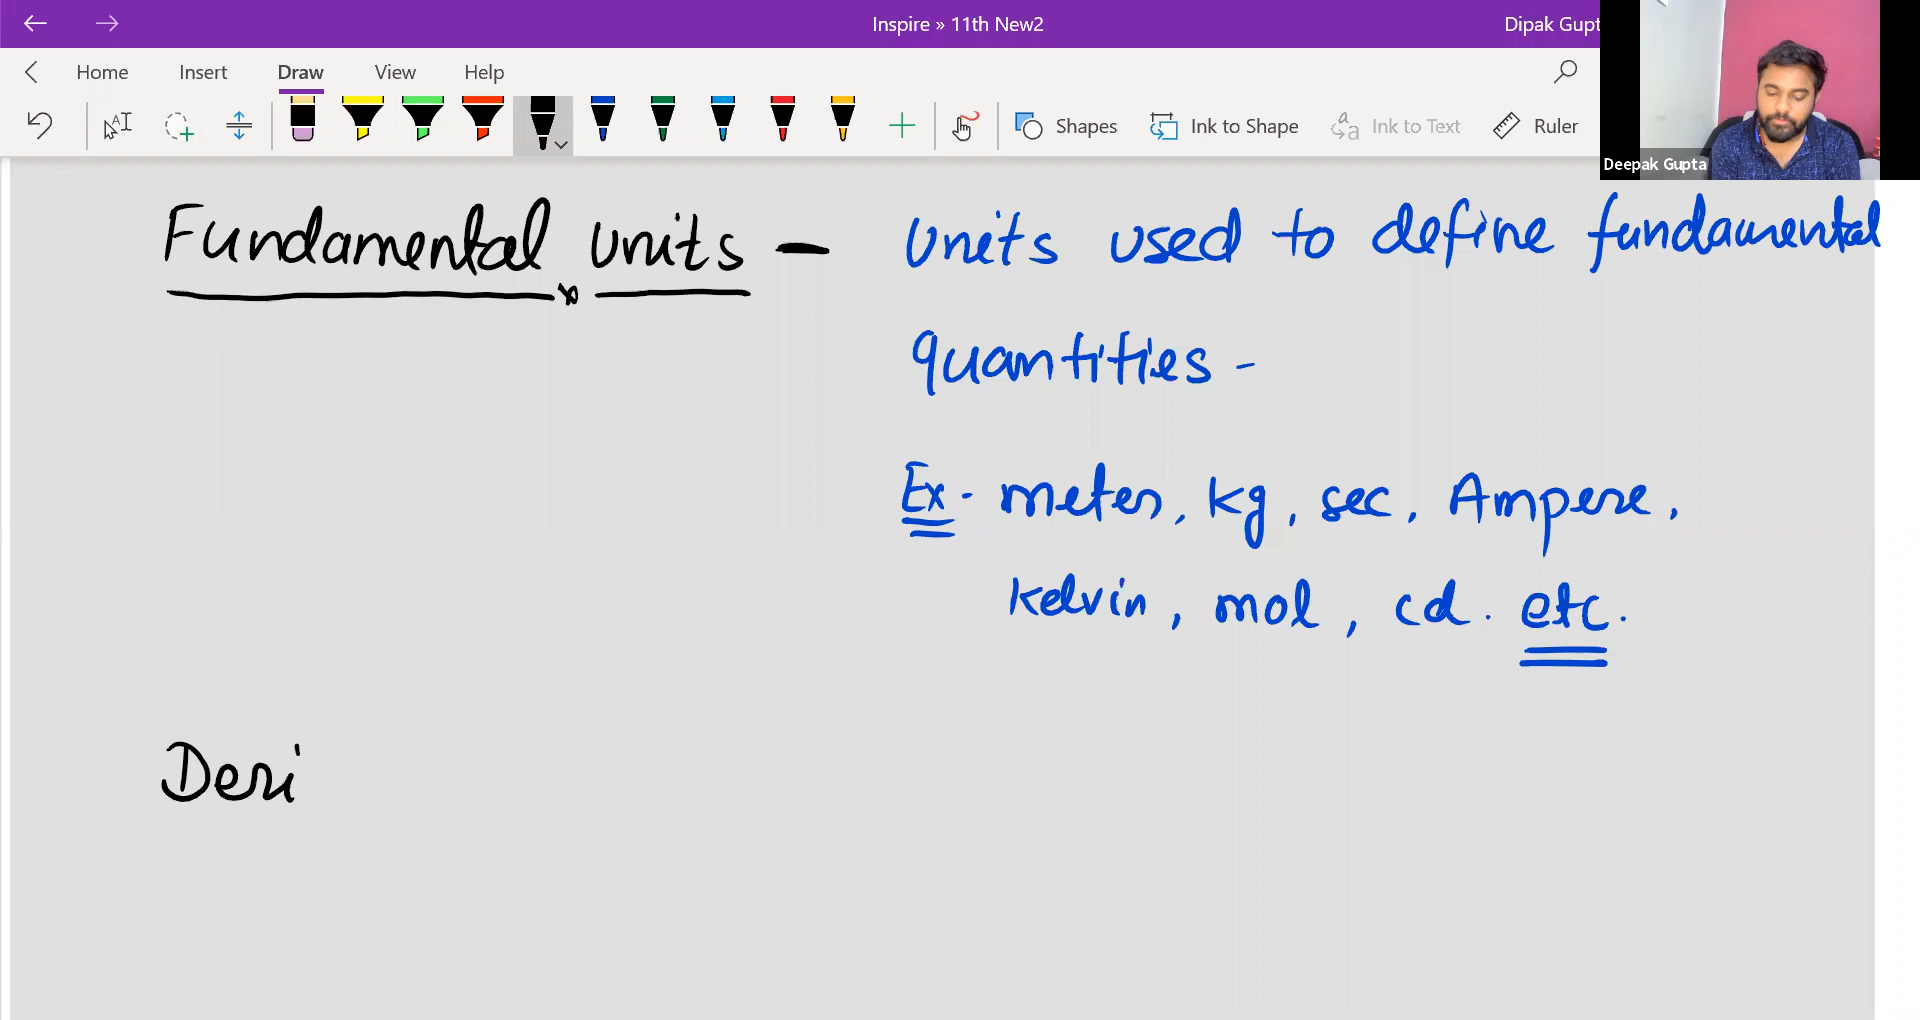 Inspire » 11th New2
Dipak Gupt
Home Insert Draw View Help
Shapes Ink to Shape Ink to Text Ruler
Deepak Gupta
Fundamental units - Units used to define fundamental
quantities -
Ex - meter, kg, sec, Ampere,
Kelvin, mol, cd. etc.
Deri